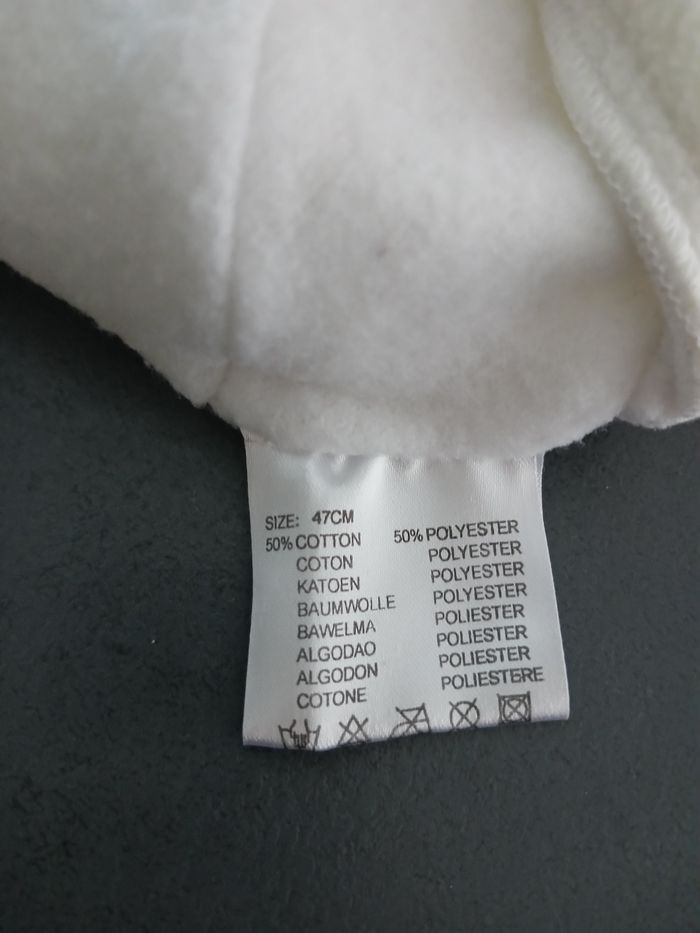 SIZE: 47CM
50% COTTON 50% POLYESTER
COTON POLYESTER
KATOEN POLYESTER
BAUMWOLLE POLYESTER
BAWELMA POLIESTER
ALGODAO POLIESTER
ALGODON POLIESTER
COTONE POLIESTERE